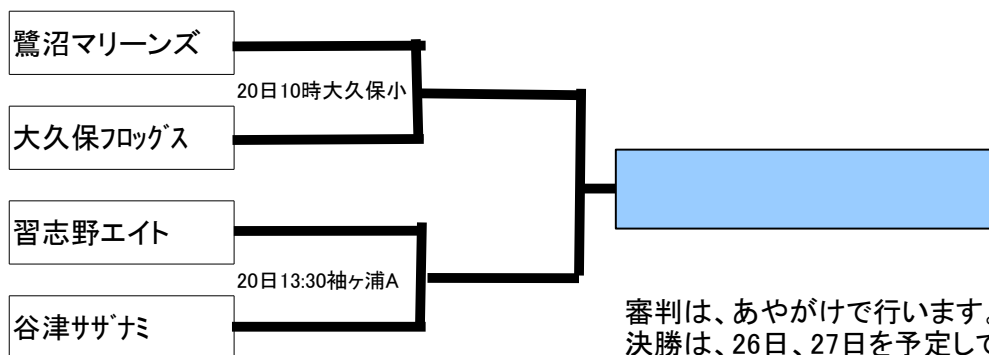 鷺沼マリーンズ
20日10時大久保小
大久保ﾌﾛｯｸﾞｽ
習志野エイト
20日13:30袖ヶ浦A
谷津ｻｻﾞﾅﾐ
審判は、あやがけで行います。
決勝は、26日、27日を予定して